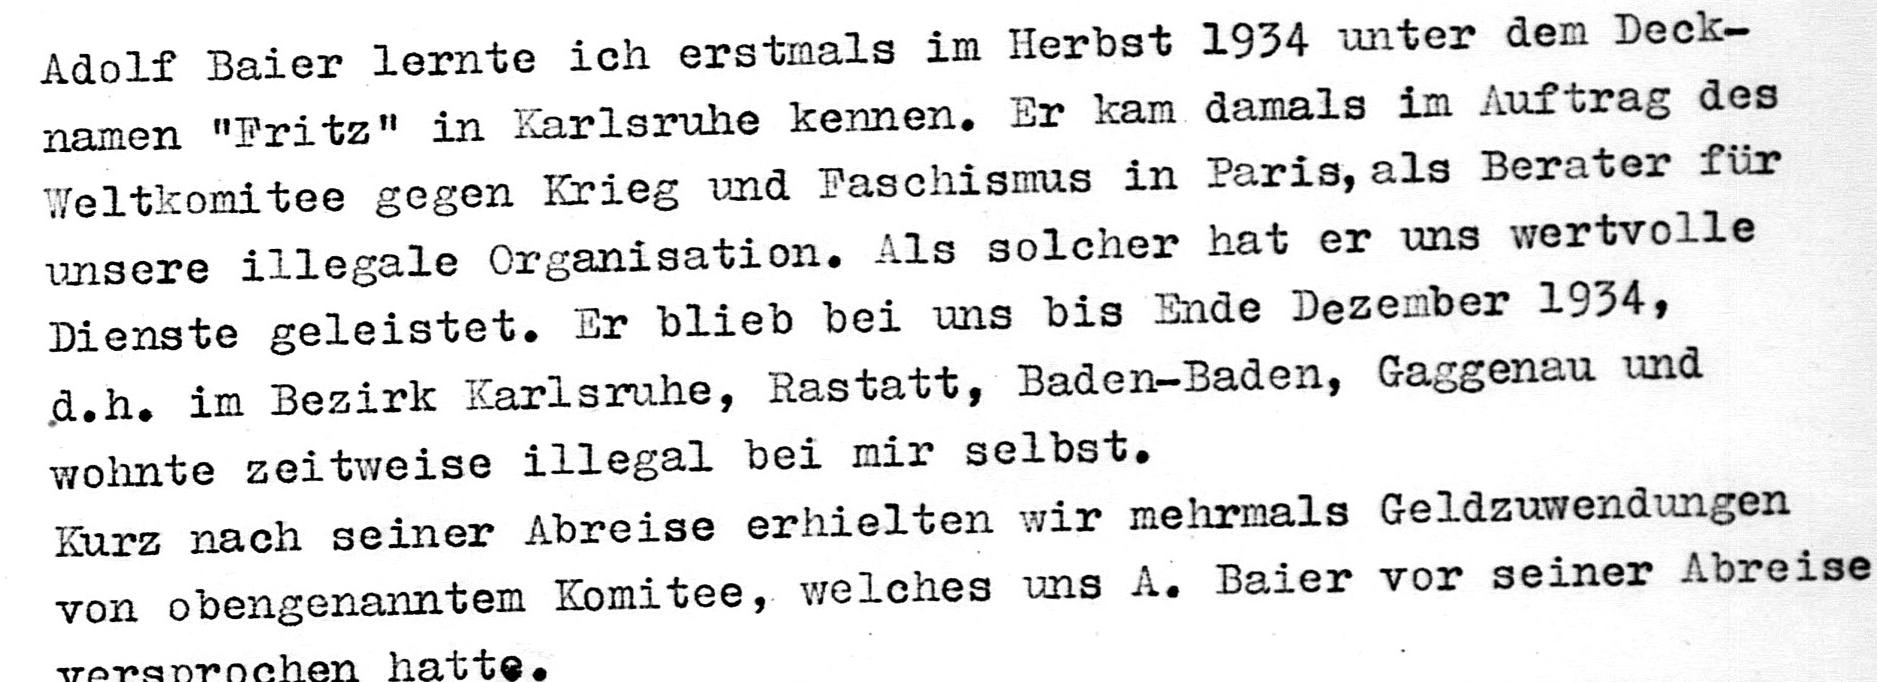 Adolf Baier lernte ich erstmals im Herbst 1934 unter dem Deck-
namen "Fritz" in Karlsruhe kennen. Er kam damals im Auftrag des
Weltkomitee gegen Krieg und Faschismus in Paris, als Berater für
unsere illegale Organisation. Als solcher hat er uns wertvolle
Dienste geleistet. Er blieb bei uns bis Ende Dezember 1934,
d.h. im Bezirk Karlsruhe, Rastatt, Baden-Baden, Gaggenau und
wohnte zeitweise illegal bei mir selbst.
Kurz nach seiner Abreise erhielten wir mehrmals Geldzuwendungen
von obengenanntem Komitee, welches uns A. Baier vor seiner Abreise
versprochen hatte.